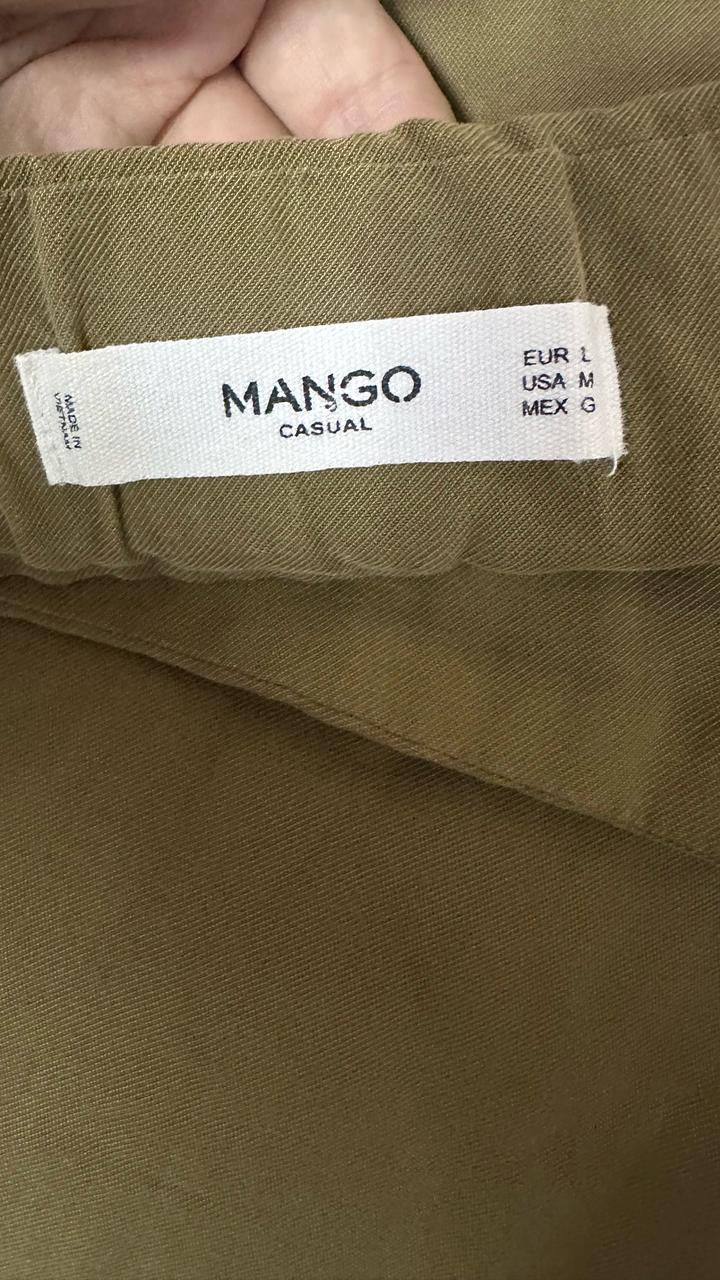 MANGO
CASUAL
EUR L
USA M
MEX G
MADE IN
VIETNAM